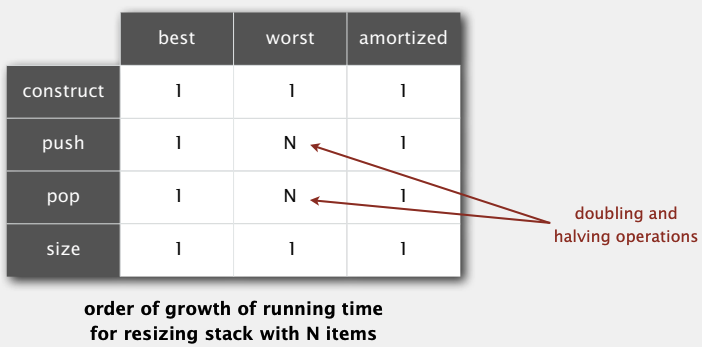 best worst amortized
construct 1 1 1
push 1 N 1
pop 1 N 1
size 1 1 1
doubling and
halving operations
order of growth of running time
for resizing stack with N items